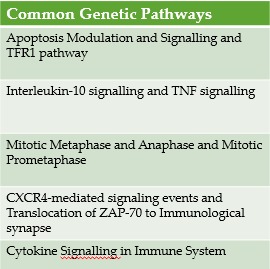 Common Genetic Pathways
Apoptosis Modulation and Signalling and
TFR1 pathway
Interleukin-10 signalling and TNF signalling
Mitotic Metaphase and Anaphase and Mitotic
Prometaphase
CXCR4-mediated signaling events and
Translocation of ZAP-70 to Immunological
synapse
Cytokine Signalling in Immune System